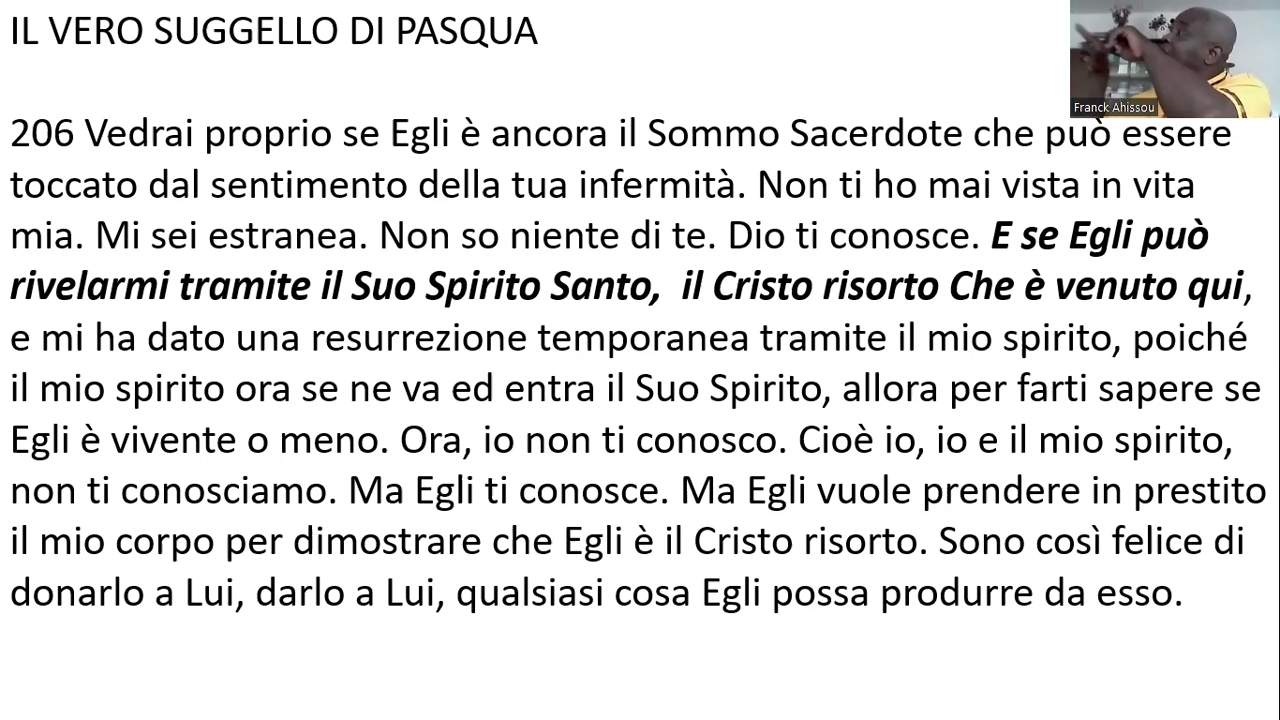 IL VERO SUGGELLO DI PASQUA
Franck Ahissou
206 Vedrai proprio se Egli è ancora il Sommo Sacerdote che può essere
toccato dal sentimento della tua infermità. Non ti ho mai vista in vita
mia. Mi sei estranea. Non so niente di te. Dio ti conosce. E se Egli può
rivelarmi tramite il Suo Spirito Santo, il Cristo risorto Che è venuto qui,
e mi ha dato una resurrezione temporanea tramite il mio spirito, poiché
il mio spirito ora se ne va ed entra il Suo Spirito, allora per farti sapere se
Egli è vivente o meno. Ora, io non ti conosco. Cioè io, io e il mio spirito,
non ti conosciamo. Ma Egli ti conosce. Ma Egli vuole prendere in prestito
il mio corpo per dimostrare che Egli è il Cristo risorto. Sono così felice di
donarlo a Lui, darlo a Lui, qualsiasi cosa Egli possa produrre da esso.